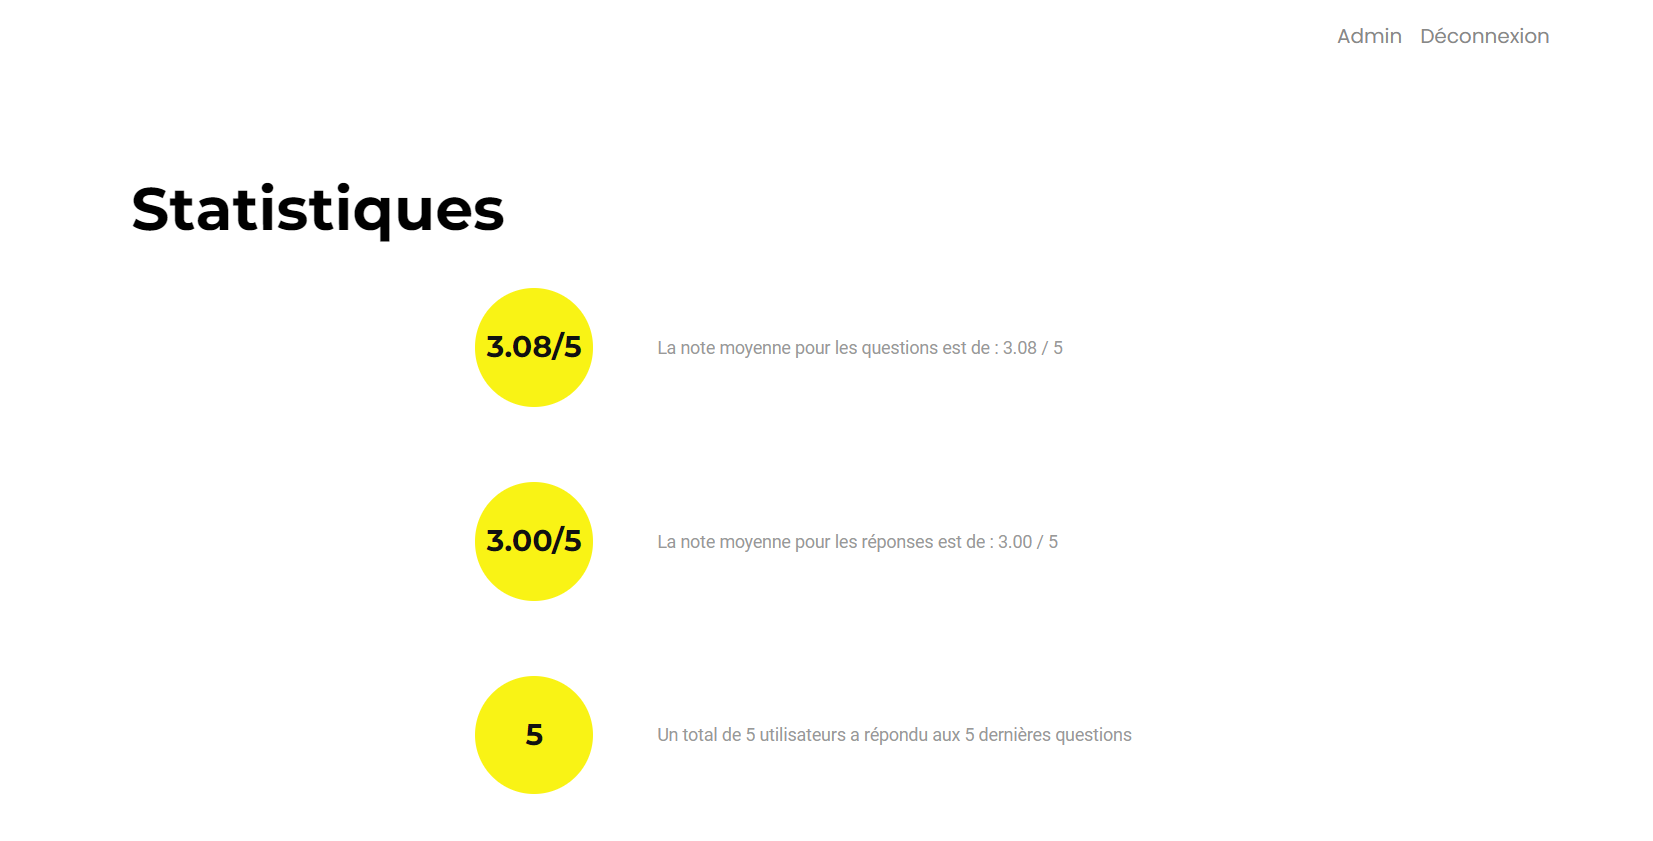 Admin Déconnexion
Statistiques
3.08/5
La note moyenne pour les questions est de : 3.08 / 5
3.00/5
La note moyenne pour les réponses est de : 3.00 / 5
5
Un total de 5 utilisateurs a répondu aux 5 dernières questions